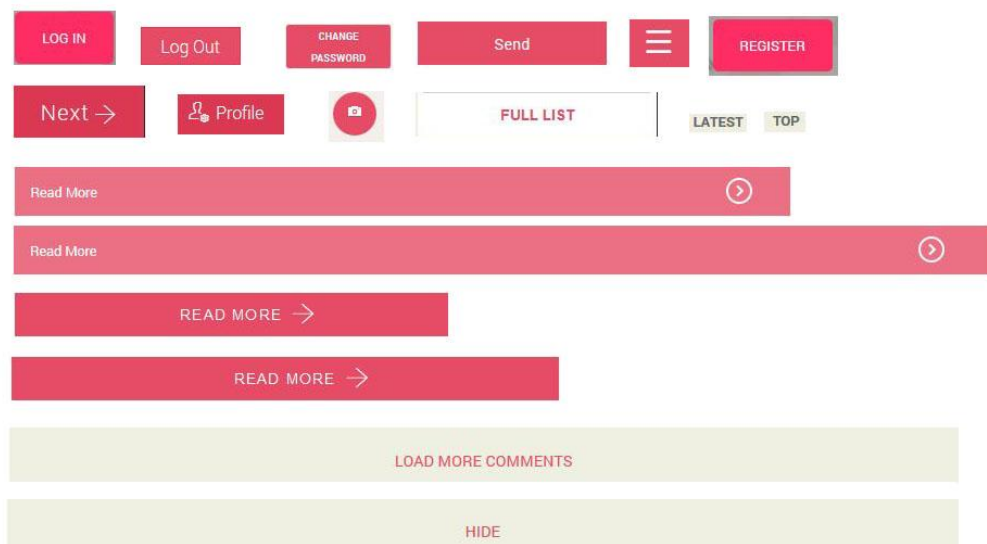 LOG IN
Log Out
CHANGE
PASSWORD
Send
REGISTER
Next
Profile
FULL LIST
LATEST
TOP
Read More
Read More
READ MORE
READ MORE
LOAD MORE COMMENTS
HIDE